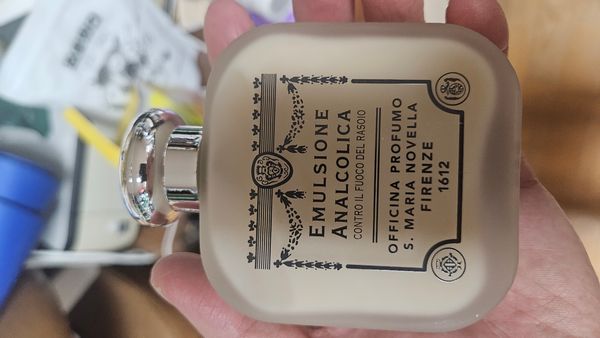 EMULSIONE
ANALCOLICA
CONTRO IL FUOCO DEL RASOIO
OFFICINA PROFUMO
S. MARIA NOVELLA
FIRENZE
1612